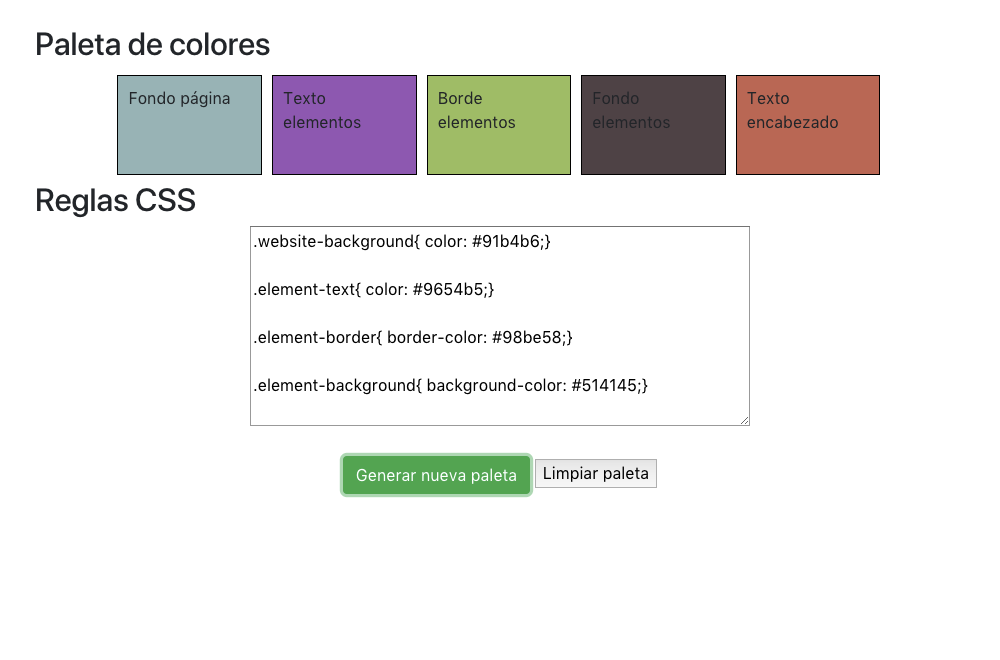 Paleta de colores
Fondo página
Texto
elementos
Borde
elementos
Fondo
elementos
Texto
encabezado
Reglas CSS
.website-background{ color: #91b4b6;}
.element-text{ color: #9654b5;}
.element-border{ border-color: #98be58;}
.element-background{ background-color: #514145;}
Generar nueva paleta
Limpiar paleta